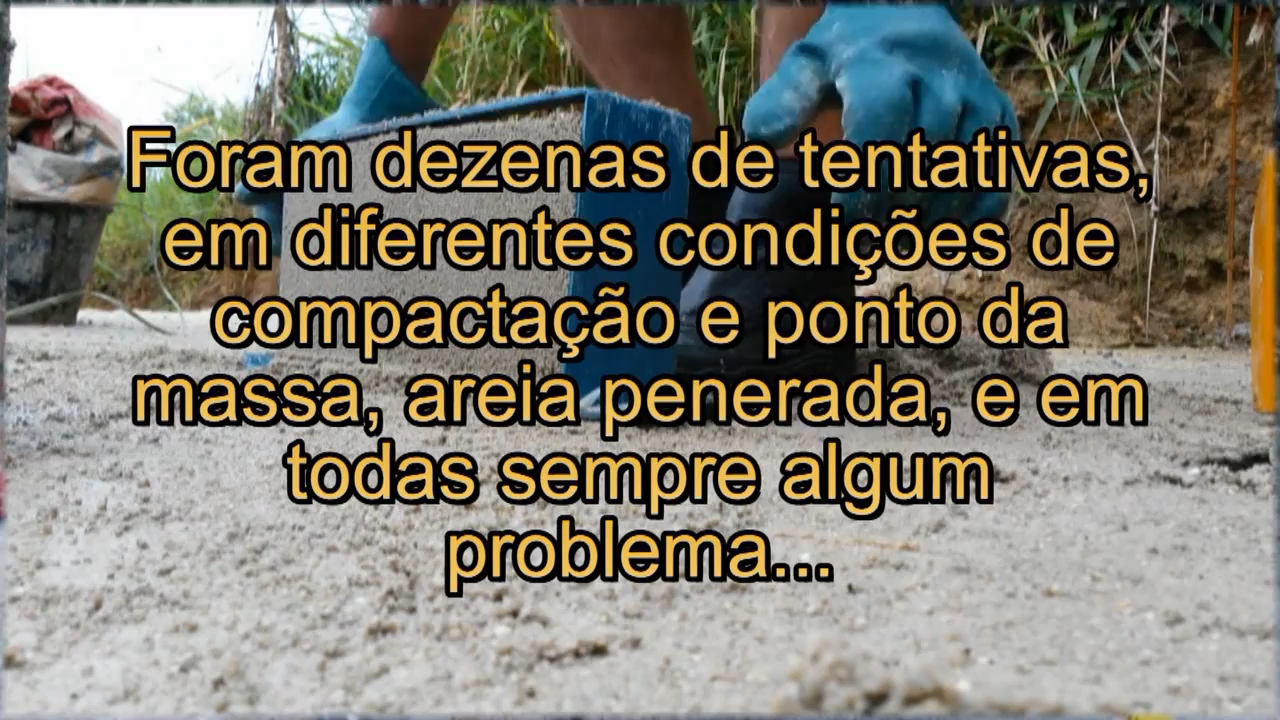 Foram dezenas de tentativas,
em diferentes condições de
compactação e ponto da
massa, areia penerada, e em
todas sempre algum
problema...